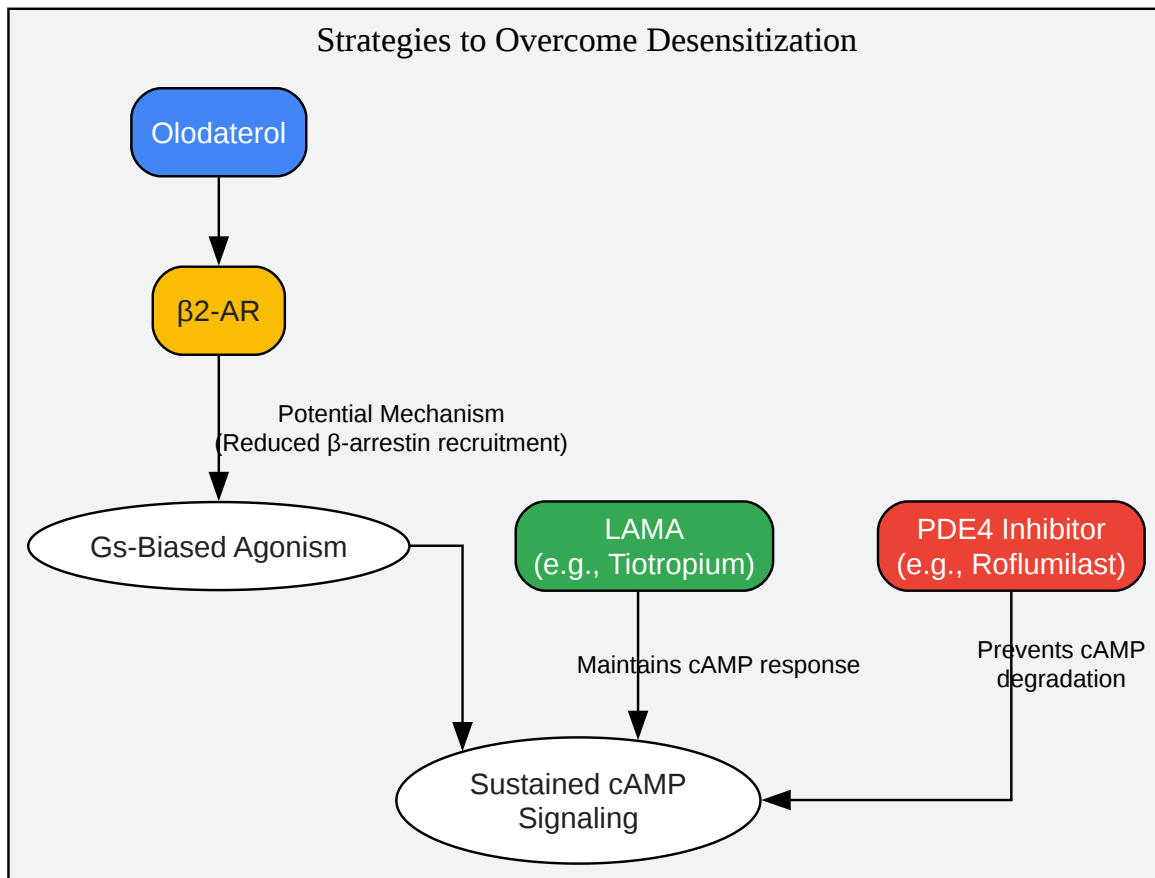 Strategies to Overcome Desensitization
Olodaterol
β2-AR
Potential Mechanism
(Reduced β-arrestin recruitment)
Gs-Biased Agonism
LAMA
(e.g., Tiotropium)
PDE4 Inhibitor
(e.g., Roflumilast)
Maintains cAMP response
Prevents cAMP
degradation
Sustained cAMP
Signaling